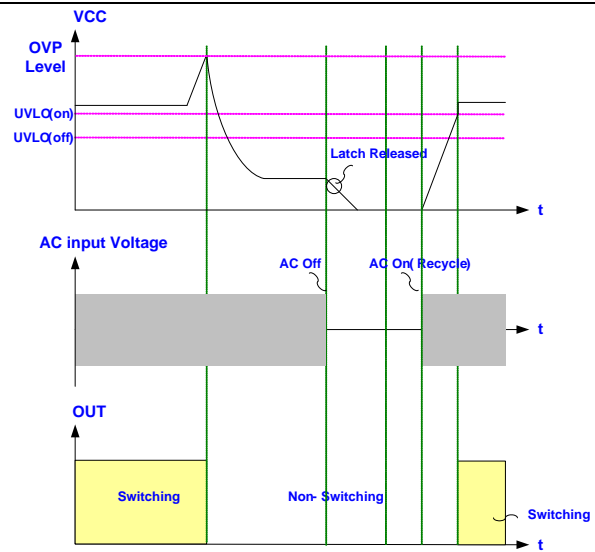 VCC
OVP
Level
UVLO(on)
UVLO(off)
Latch Released
t
AC input Voltage
AC Off
AC On( Recycle)
t
OUT
Switching
Non- Switching
Switching
t